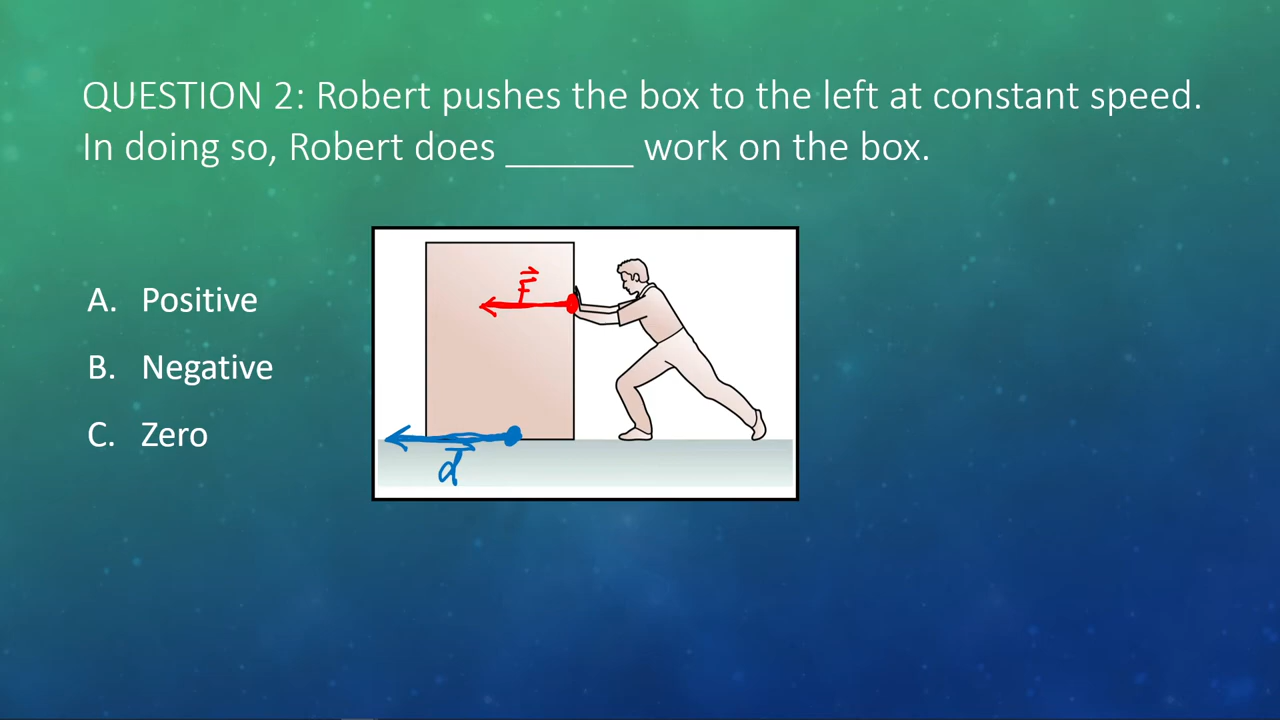 QUESTION 2: Robert pushes the box to the left at constant speed.
In doing so, Robert does ______ work on the box.
A. Positive
B. Negative
C. Zero
F⃗
d⃗